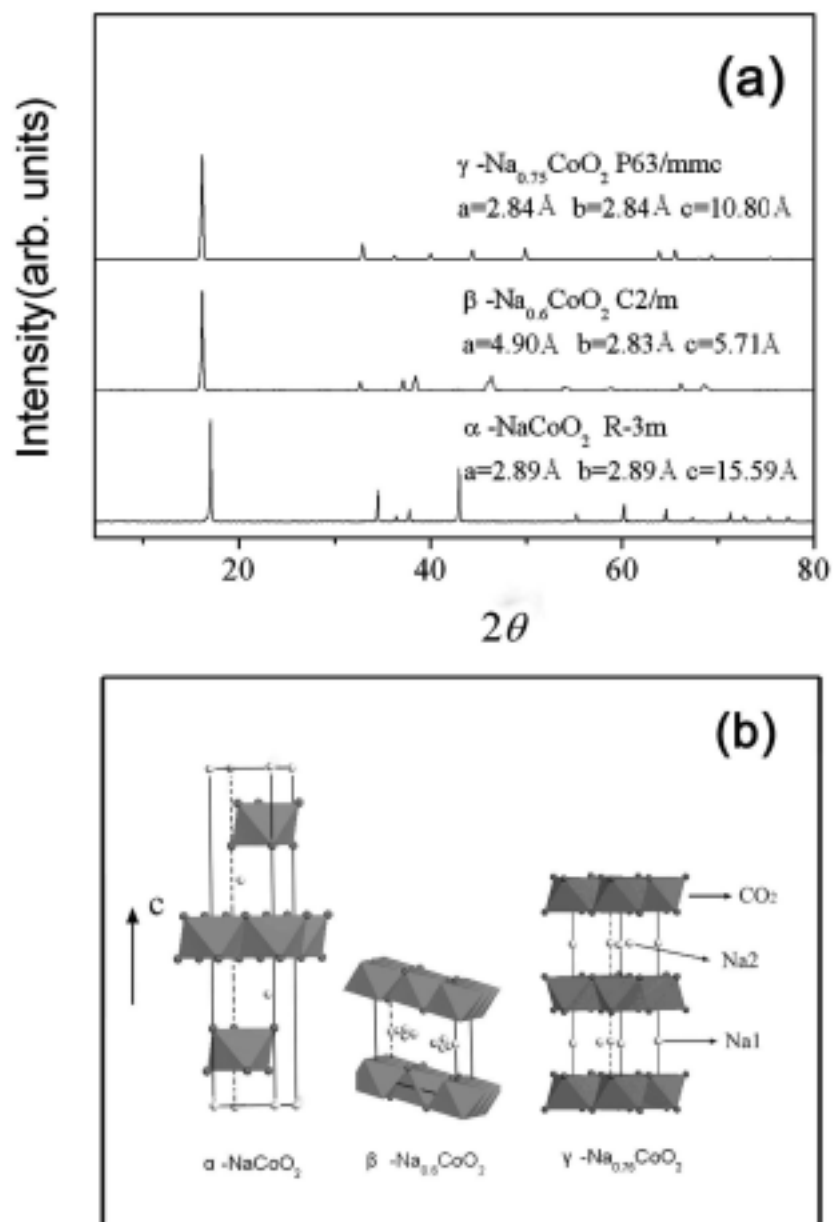 (a)
Intensity(arb. units)
γ -Na0.75CoO2 P63/mmc
a=2.84Å b=2.84Å c=10.80Å
β -Na0.6CoO2 C2/m
a=4.90Å b=2.83Å c=5.71Å
α -NaCoO2 R-3m
a=2.89Å b=2.89Å c=15.59Å
20 40 60 80
2θ
(b)
c
CO2
Na2
Na1
α -NaCoO2
β -Na0.6CoO2
γ -Na0.75CoO2